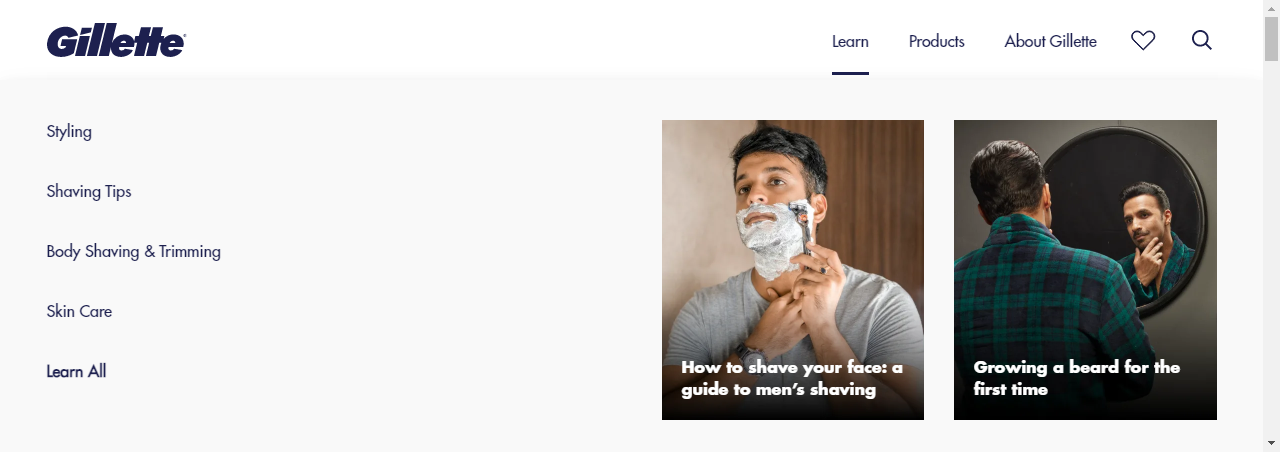 Gillette
Learn
Products
About Gillette
Styling
Shaving Tips
Body Shaving & Trimming
Skin Care
Learn All
How to shave your face: a
guide to men’s shaving
Growing a beard for the
first time